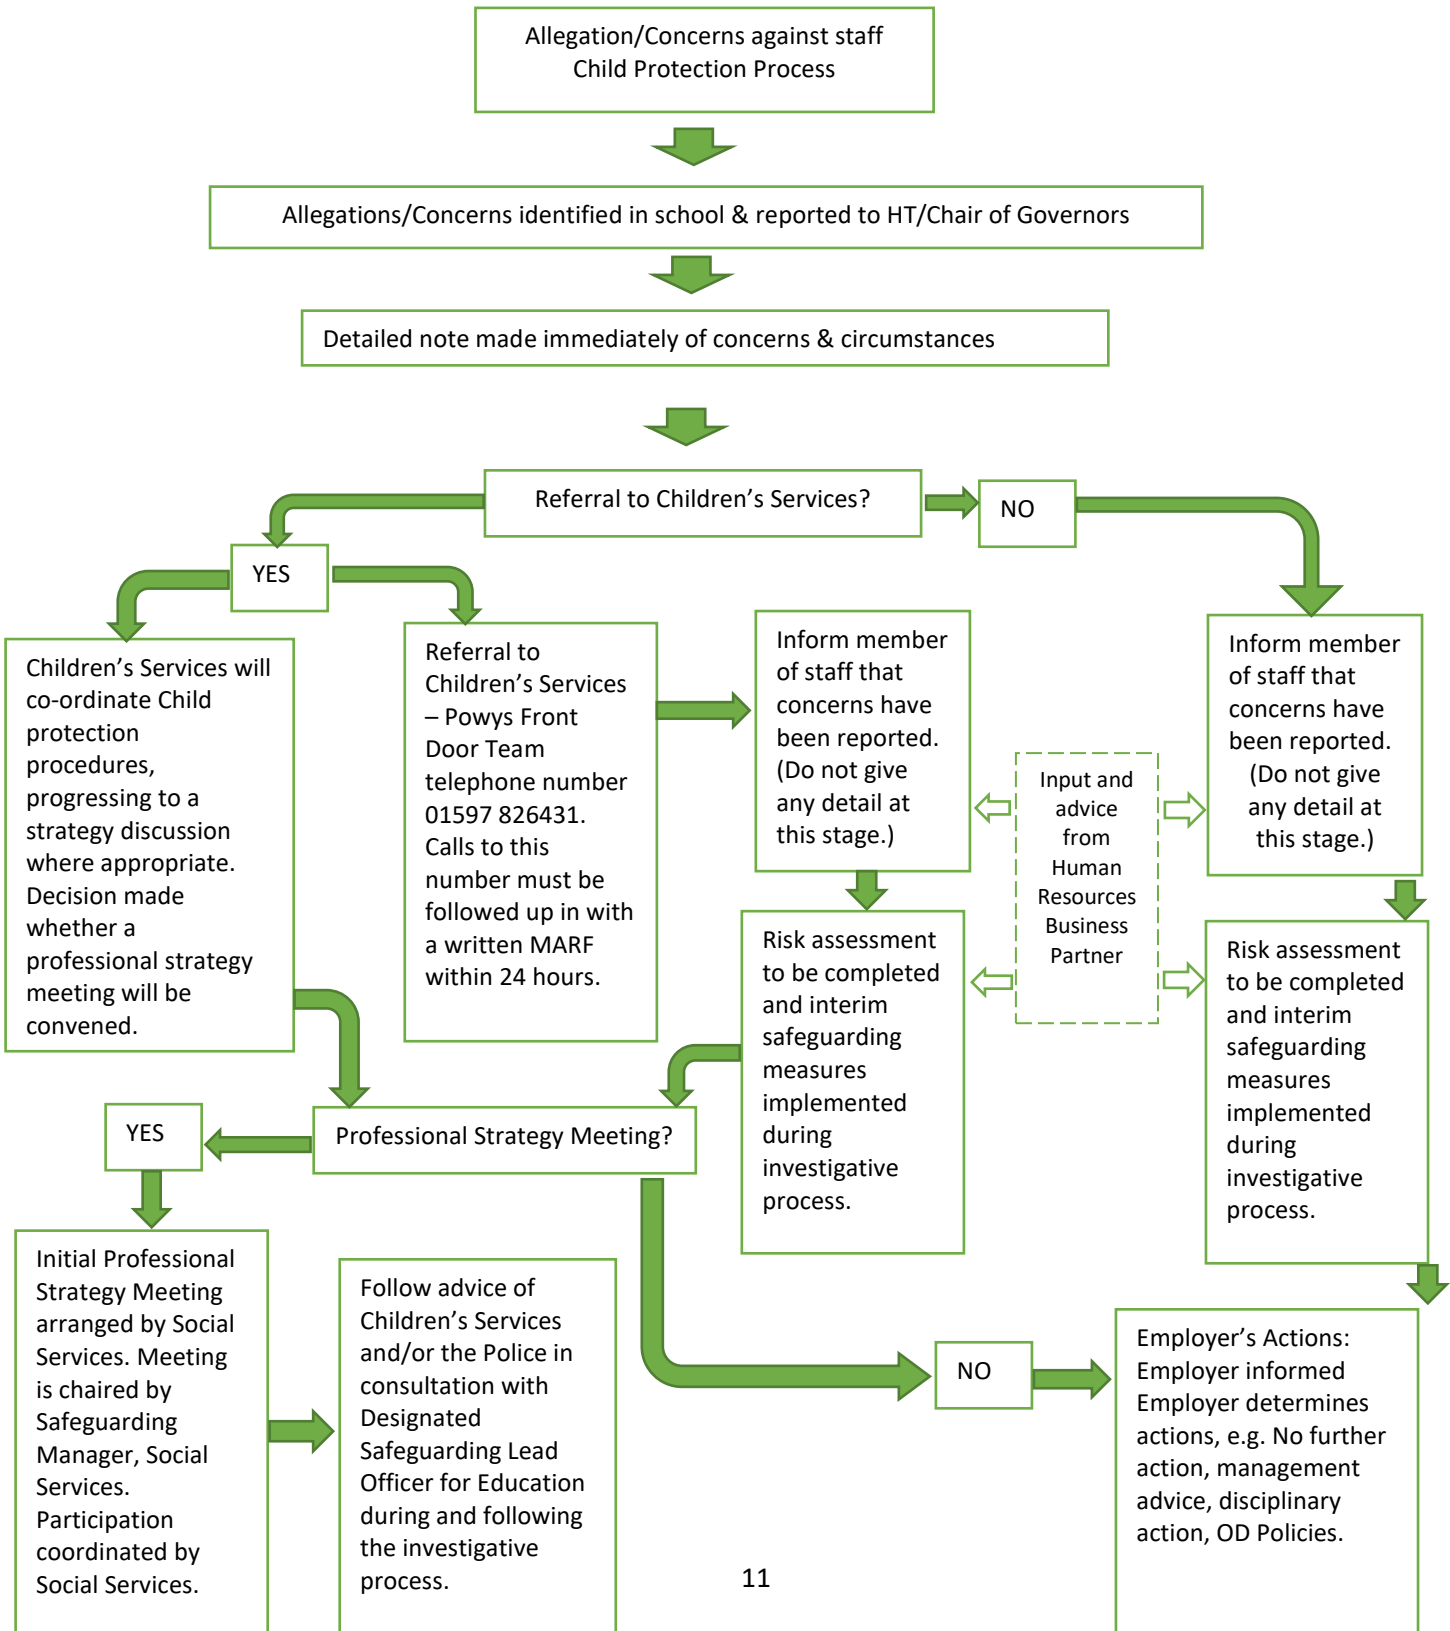 Allegation/Concerns against staff
Child Protection Process
Allegations/Concerns identified in school & reported to HT/Chair of Governors
Detailed note made immediately of concerns & circumstances
Referral to Children’s Services?
NO
YES
Children’s Services will
co-ordinate Child
protection
procedures,
progressing to a
strategy discussion
where appropriate.
Decision made
whether a
professional strategy
meeting will be
convened.
Referral to
Children’s Services
– Powys Front
Door Team
telephone number
01597 826431.
Calls to this
number must be
followed up in with
a written MARF
within 24 hours.
Inform member
of staff that
concerns have
been reported.
(Do not give
any detail at
this stage.)
Input and
advice
from
Human
Resources
Business
Partner
Inform member
of staff that
concerns have
been reported.
(Do not give
any detail at
this stage.)
Risk assessment
to be completed
and interim
safeguarding
measures
implemented
during
investigative
process.
Risk assessment
to be completed
and interim
safeguarding
measures
implemented
during
investigative
process.
Professional Strategy Meeting?
YES
Initial Professional
Strategy Meeting
arranged by Social
Services. Meeting
is chaired by
Safeguarding
Manager, Social
Services.
Participation
coordinated by
Social Services.
Follow advice of
Children’s Services
and/or the Police in
consultation with
Designated
Safeguarding Lead
Officer for Education
during and following
the investigative
process.
NO
Employer’s Actions:
Employer informed
Employer determines
actions, e.g. No further
action, management
advice, disciplinary
action, OD Policies.
11